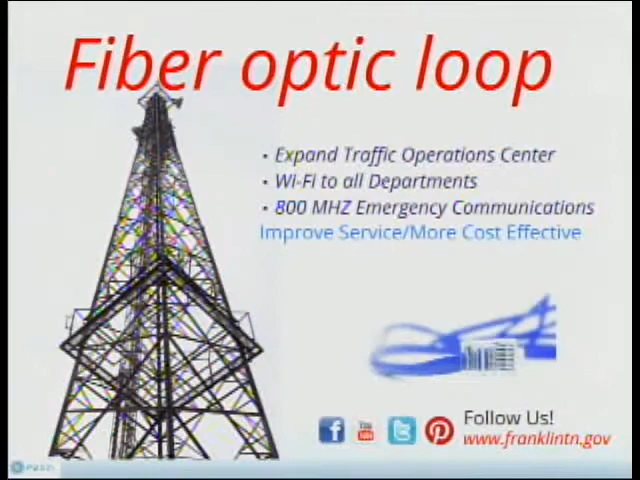 Fiber optic loop
• Expand Traffic Operations Center
• Wi-Fi to all Departments
• 800 MHZ Emergency Communications
Improve Service/More Cost Effective
Follow Us!
www.franklintn.gov